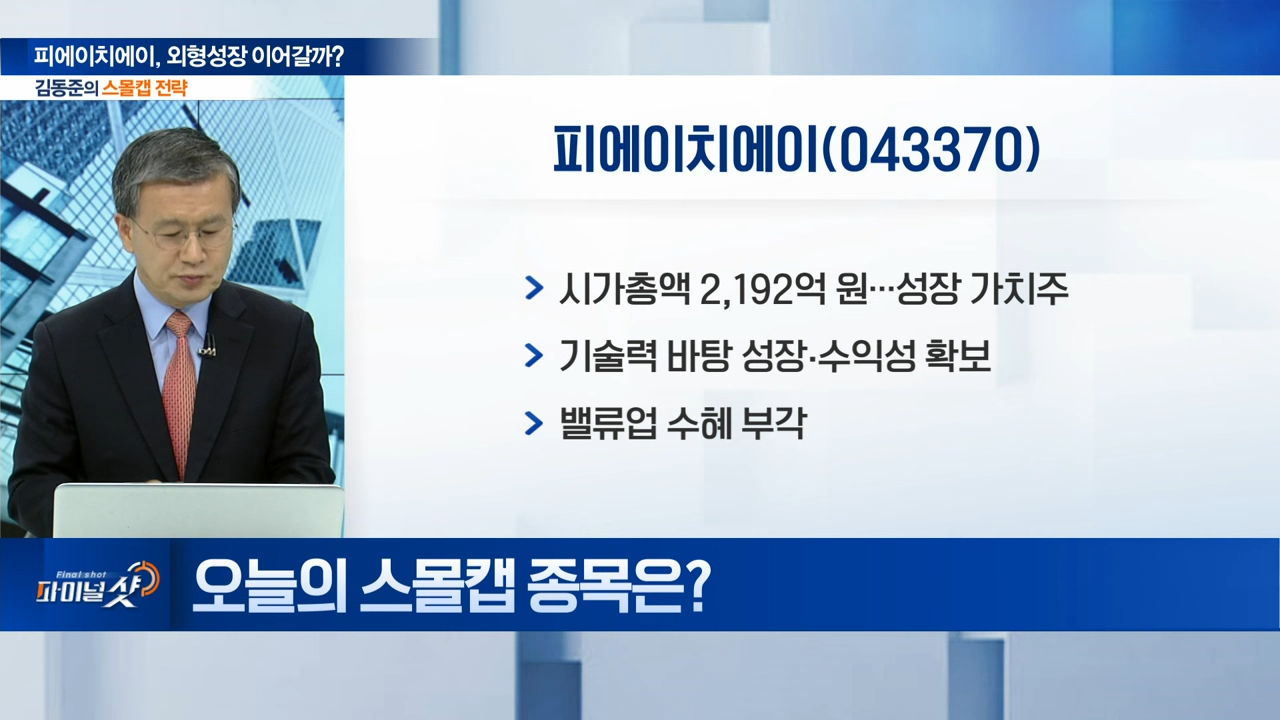 피에이치에이, 외형성장 이어갈까?
김동준의 스몰캡 전략
피에이치에이(043370)
시가총액 2,192억 원···성장 가치주
기술력 바탕 성장·수익성 확보
밸류업 수혜 부각
Final shot
파이널 샷
오늘의 스몰캡 종목은?